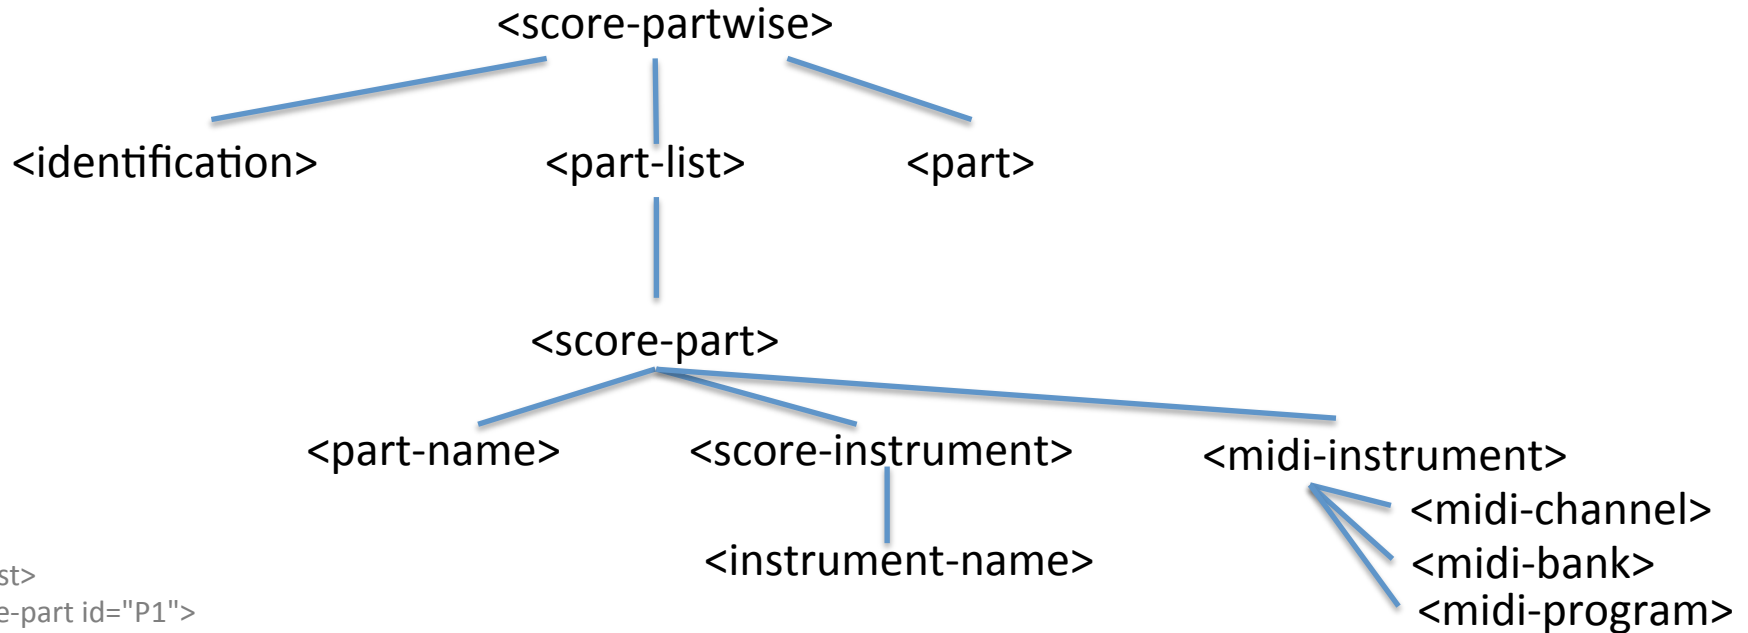 <score-partwise>
<identification> <part-list> <part>
<score-part>
<part-name> <score-instrument> <midi-instrument>
<midi-channel>
<instrument-name> <midi-bank>
st>
e-part id="P1"> <midi-program>